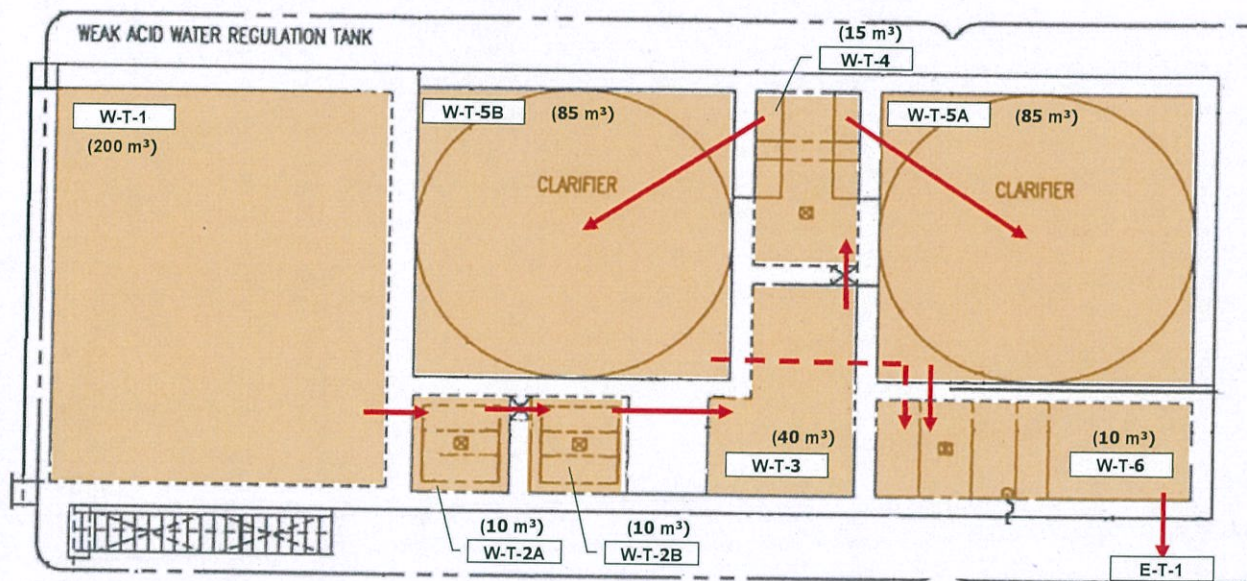 WEAK ACID WATER REGULATION TANK
(15 m³)
W-T-4
W-T-1
(200 m³)
W-T-5B
(85 m³)
W-T-5A
(85 m³)
CLARIFIER
CLARIFIER
(40 m³)
W-T-3
(10 m³)
W-T-6
(10 m³)
W-T-2A
(10 m³)
W-T-2B
E-T-1